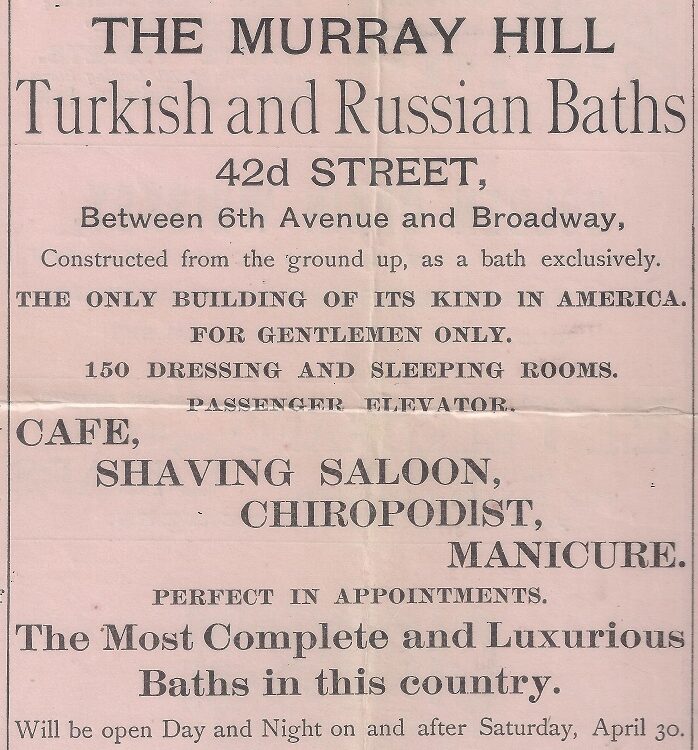 THE MURRAY HILL
Turkish and Russian Baths
42d STREET,
Between 6th Avenue and Broadway,
Constructed from the ground up, as a bath exclusively.
THE ONLY BUILDING OF ITS KIND IN AMERICA.
FOR GENTLEMEN ONLY.
150 DRESSING AND SLEEPING ROOMS.
PASSENGER ELEVATOR.
CAFE,
SHAVING SALOON,
CHIROPODIST,
MANICURE.
PERFECT IN APPOINTMENTS.
The Most Complete and Luxurious
Baths in this country.
Will be open Day and Night on and after Saturday, April 30.